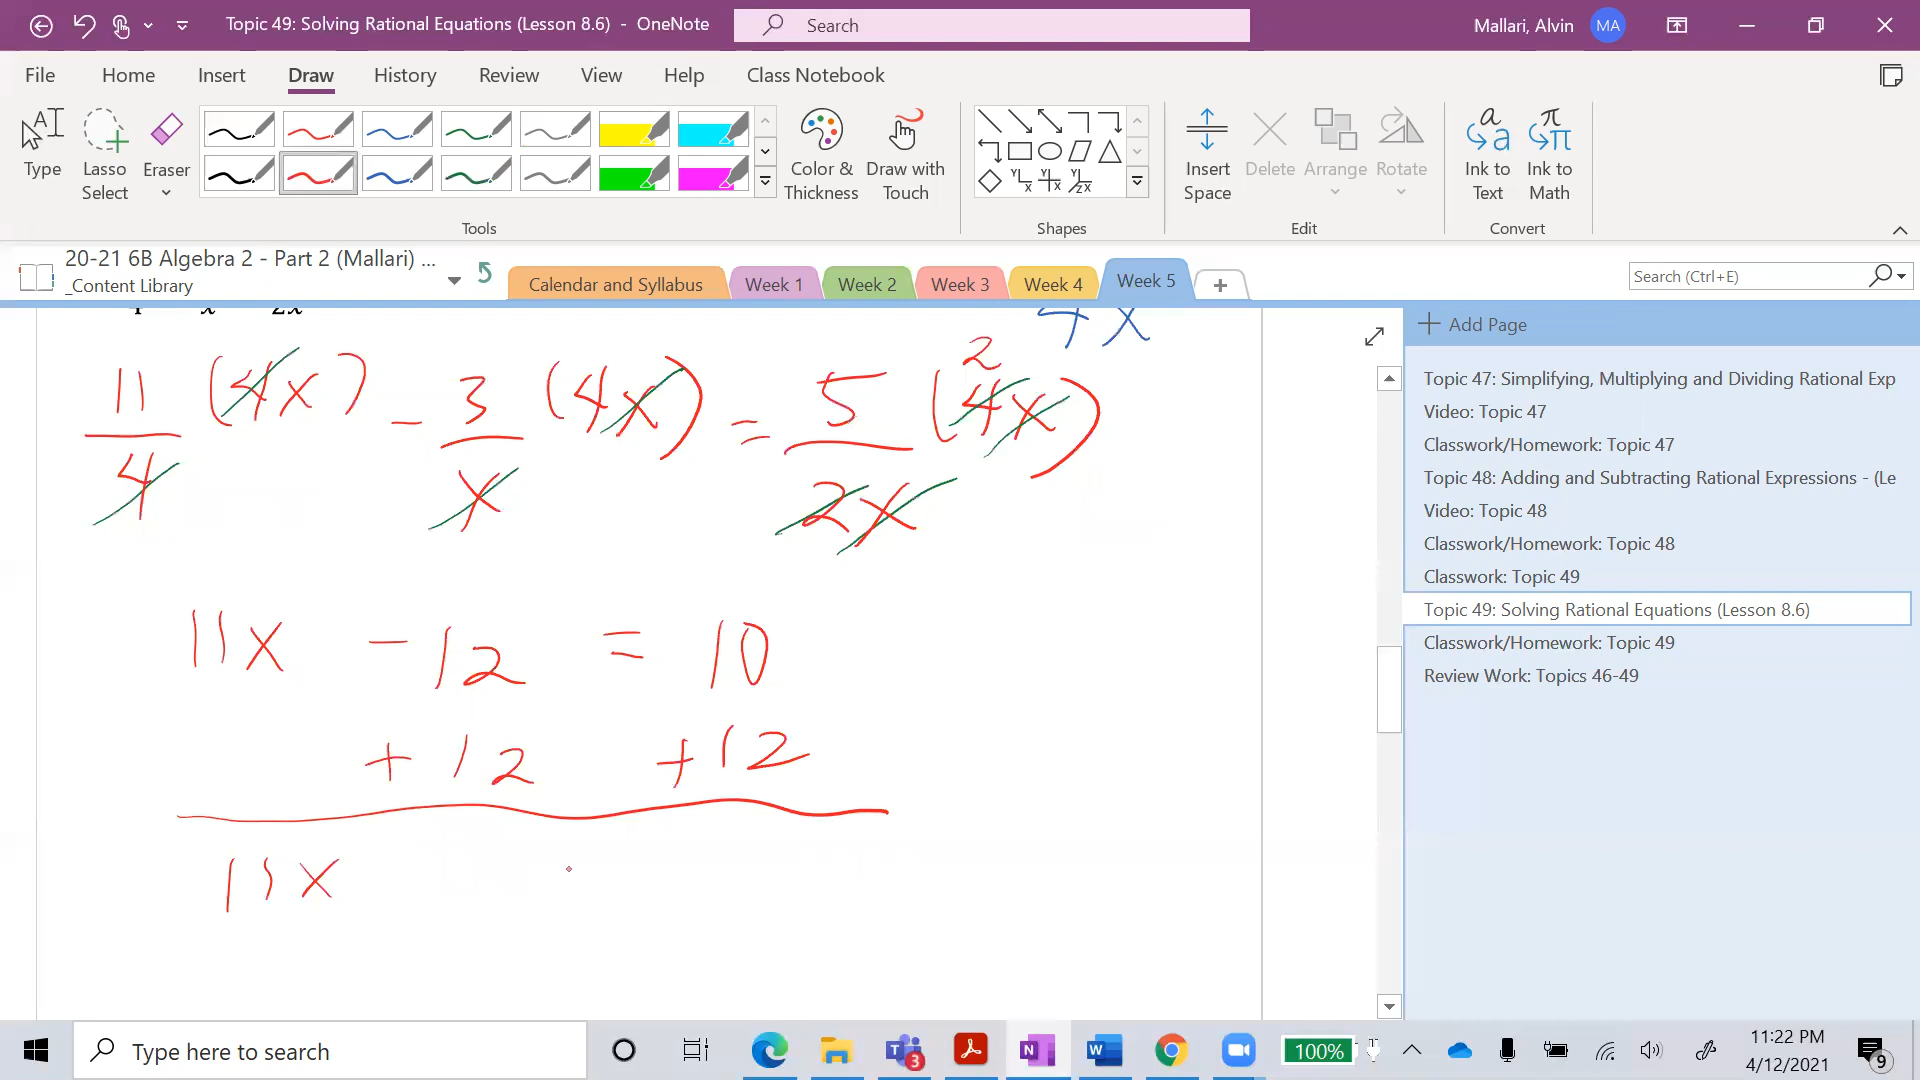 Topic 49: Solving Rational Equations (Lesson 8.6) - OneNote
Search
Mallari, Alvin
MA
File Home Insert Draw History Review View Help Class Notebook
Type
Lasso Select
Eraser
Color & Thickness
Draw with Touch
Insert Space
Delete
Arrange
Rotate
Ink to Text
Ink to Math
Tools
Shapes
Edit
Convert
20-21 6B Algebra 2 - Part 2 (Mallari) ...
_Content Library
Calendar and Syllabus Week 1 Week 2 Week 3 Week 4 Week 5 +
Search (Ctrl+E)
Add Page
Topic 47: Simplifying, Multiplying and Dividing Rational Exp
Video: Topic 47
Classwork/Homework: Topic 47
Topic 48: Adding and Subtracting Rational Expressions - (Le
Video: Topic 48
Classwork/Homework: Topic 48
Classwork: Topic 49
Topic 49: Solving Rational Equations (Lesson 8.6)
Classwork/Homework: Topic 49
Review Work: Topics 46-49
x 2x
4x
2
11 (4x) - 3 (4x) = 5 (4x)
4 x 2x
11x - 12 = 10
+ 12 + 12
11x
Type here to search
3
100%
11:22 PM
4/12/2021
9